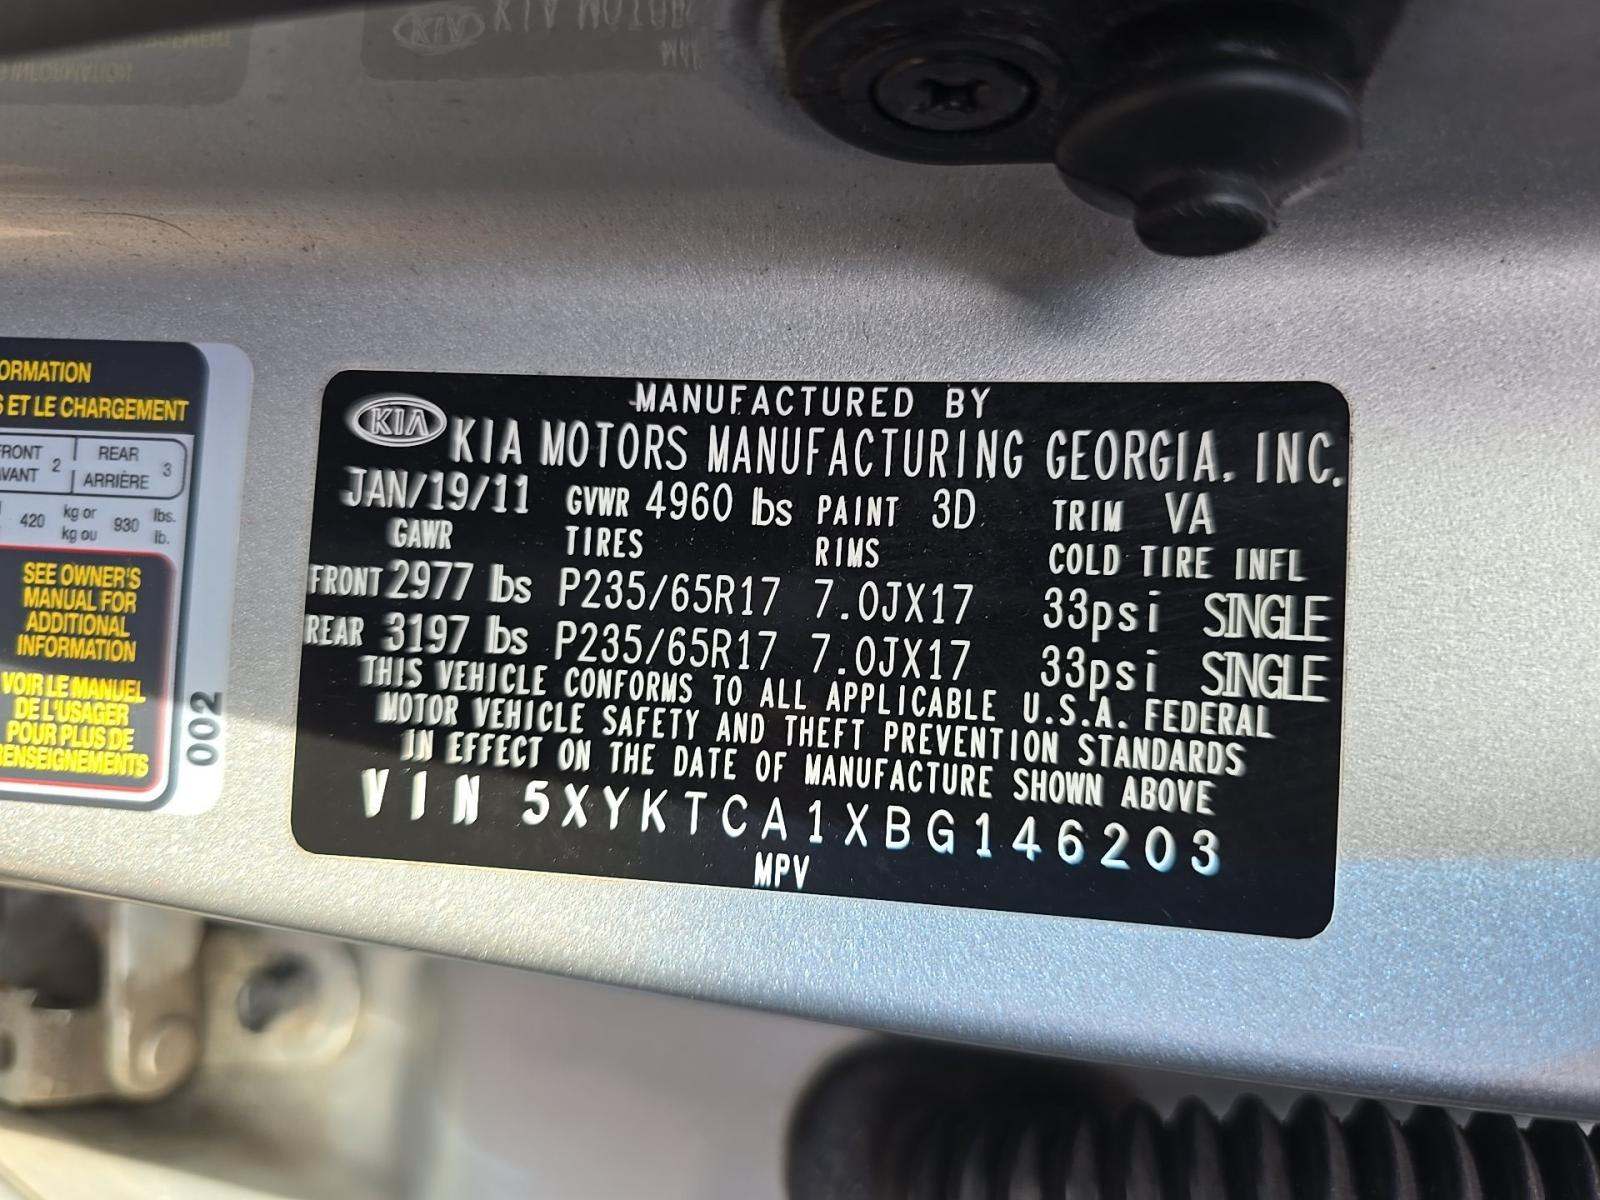 ORMATION
S ET LE CHARGEMENT
FRONT 2 REAR 3
AVANT ARRIÈRE
420 kg or 930 lbs.
kg ou lb.
SEE OWNER'S
MANUAL FOR
ADDITIONAL
INFORMATION
VOIR LE MANUEL
DE L'USAGER
POUR PLUS DE
RENSEIGNEMENTS
002
MANUFACTURED BY
KIA KIA MOTORS MANUFACTURING GEORGIA, INC.
JAN/19/11 GVWR 4960 lbs PAINT 3D TRIM VA
GAWR TIRES RIMS COLD TIRE INFL
FRONT 2977 lbs P235/65R17 7.0JX17 33psi SINGLE
REAR 3197 lbs P235/65R17 7.0JX17 33psi SINGLE
THIS VEHICLE CONFORMS TO ALL APPLICABLE U.S.A. FEDERAL
MOTOR VEHICLE SAFETY AND THEFT PREVENTION STANDARDS
IN EFFECT ON THE DATE OF MANUFACTURE SHOWN ABOVE
VIN 5XYKTCA1XBG146203
MPV